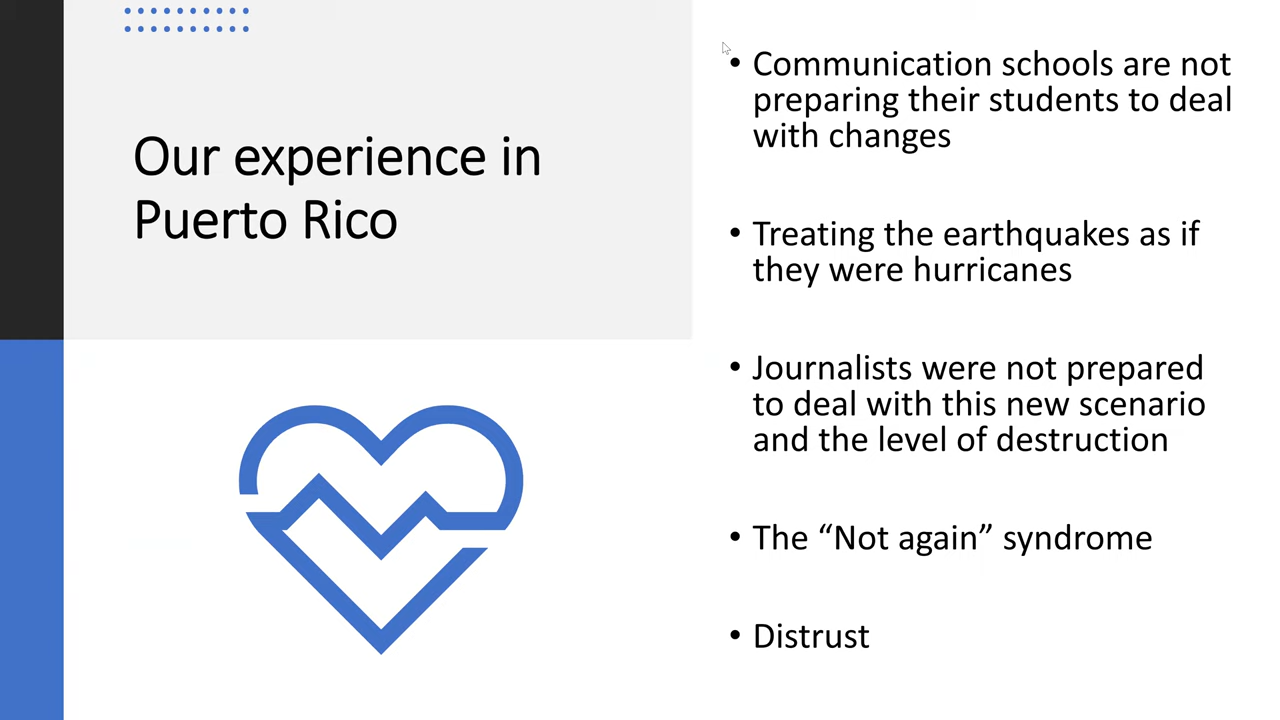 Our experience in
Puerto Rico
• Communication schools are not
preparing their students to deal
with changes
• Treating the earthquakes as if
they were hurricanes
• Journalists were not prepared
to deal with this new scenario
and the level of destruction
• The “Not again” syndrome
• Distrust